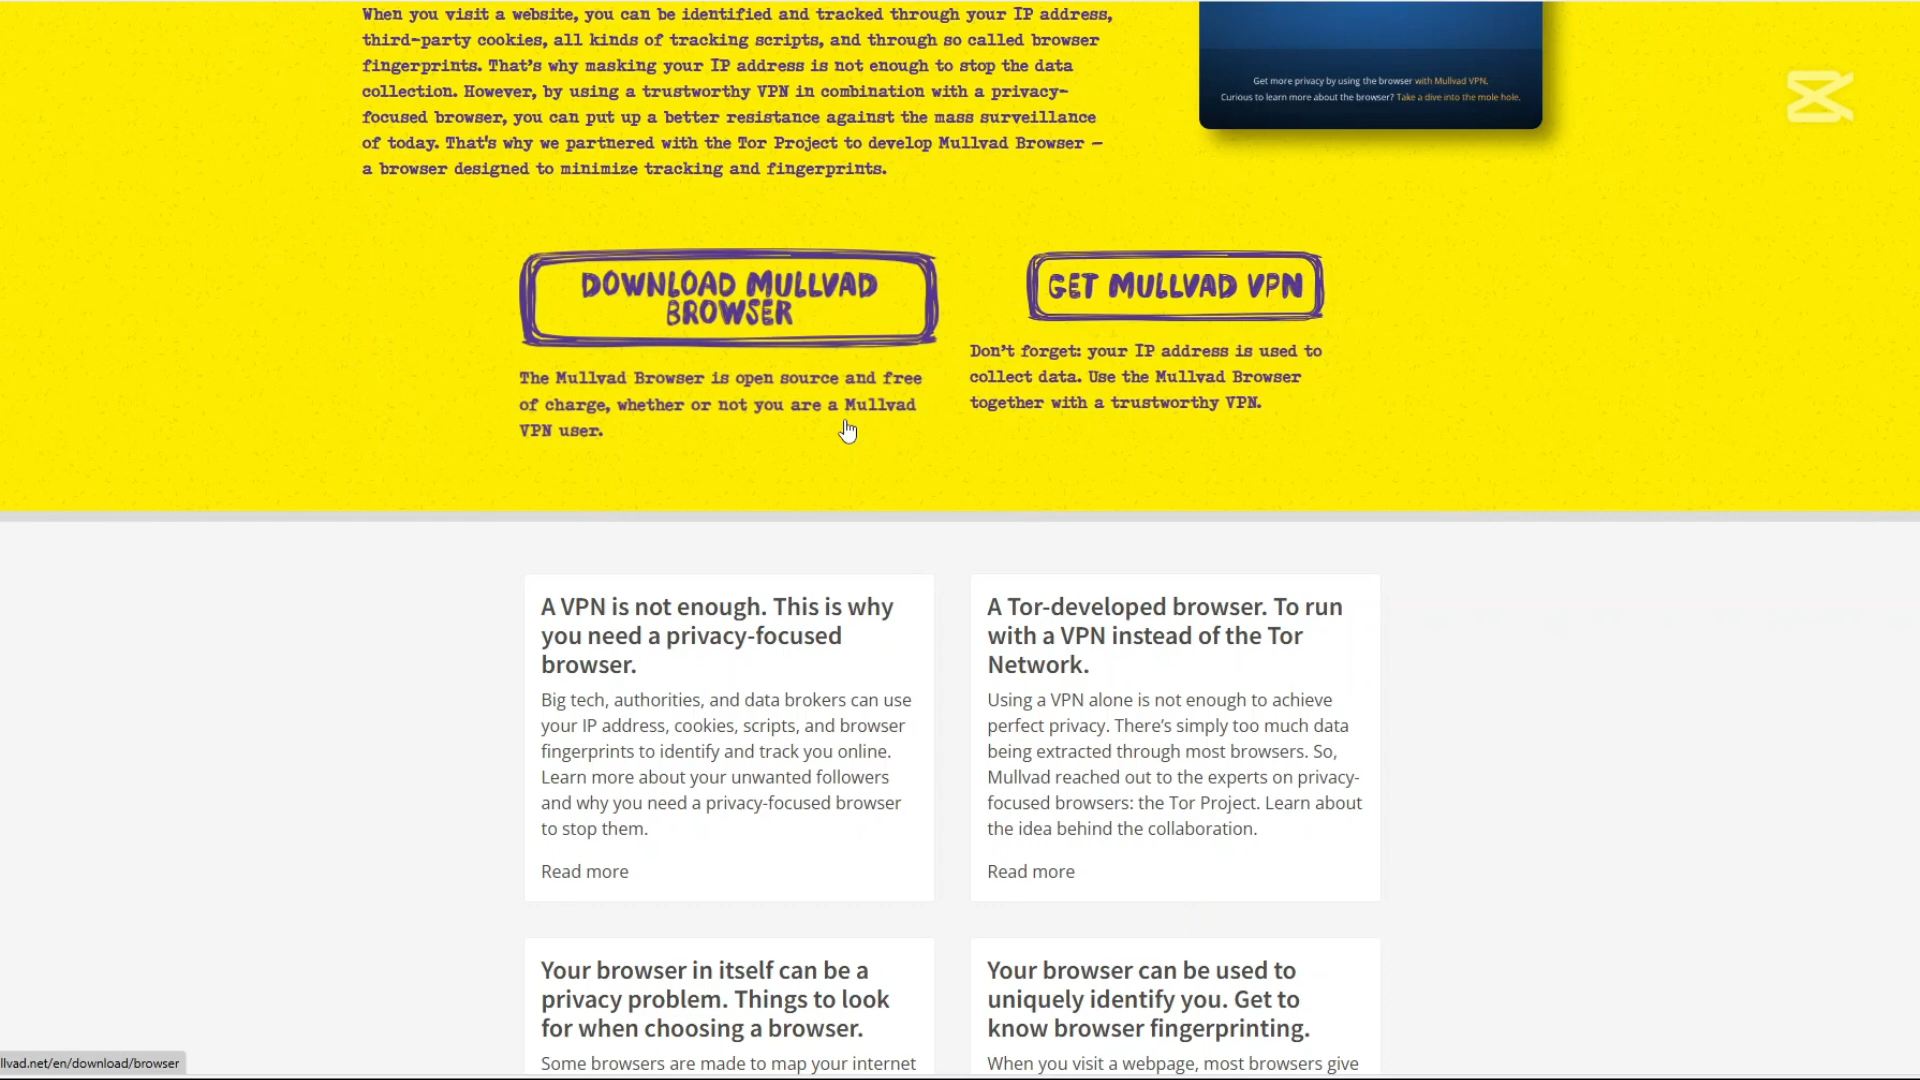 When you visit a website, you can be identified and tracked through your IP address,
third-party cookies, all kinds of tracking scripts, and through so called browser
fingerprints. That's why masking your IP address is not enough to stop the data
collection. However, by using a trustworthy VPN in combination with a privacy-
focused browser, you can put up a better resistance against the mass surveillance
of today. That's why we partnered with the Tor Project to develop Mullvad Browser –
a browser designed to minimize tracking and fingerprints.
Get more privacy by using the browser with Mullvad VPN.
Curious to learn more about the browser? Take a dive into the mole hole.
DOWNLOAD MULLVAD
BROWSER
The Mullvad Browser is open source and free
of charge, whether or not you are a Mullvad
VPN user.
GET MULLVAD VPN
Don't forget: your IP address is used to
collect data. Use the Mullvad Browser
together with a trustworthy VPN.
A VPN is not enough. This is why
you need a privacy-focused
browser.
Big tech, authorities, and data brokers can use
your IP address, cookies, scripts, and browser
fingerprints to identify and track you online.
Learn more about your unwanted followers
and why you need a privacy-focused browser
to stop them.
Read more
A Tor-developed browser. To run
with a VPN instead of the Tor
Network.
Using a VPN alone is not enough to achieve
perfect privacy. There's simply too much data
being extracted through most browsers. So,
Mullvad reached out to the experts on privacy-
focused browsers: the Tor Project. Learn about
the idea behind the collaboration.
Read more
Your browser in itself can be a
privacy problem. Things to look
for when choosing a browser.
Some browsers are made to map your internet
Your browser can be used to
uniquely identify you. Get to
know browser fingerprinting.
When you visit a webpage, most browsers give
llvad.net/en/download/browser